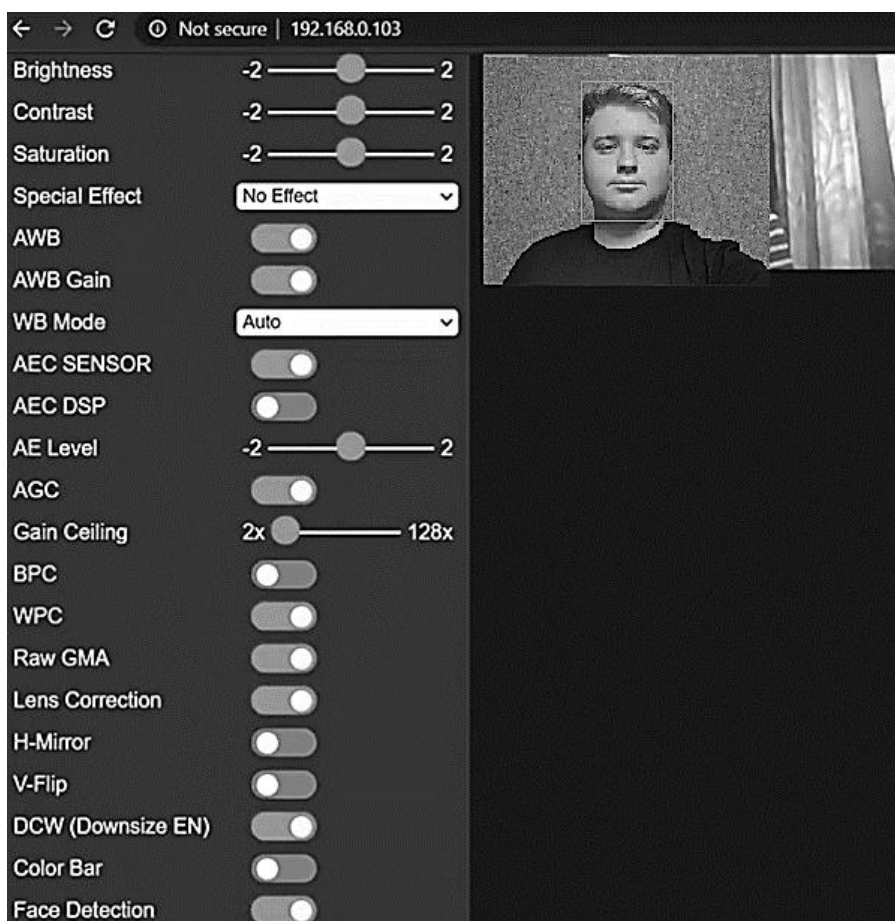 Not secure | 192.168.0.103
Brightness -2 2
Contrast -2 2
Saturation -2 2
Special Effect No Effect
AWB
AWB Gain
WB Mode Auto
AEC SENSOR
AEC DSP
AE Level -2 2
AGC
Gain Ceiling 2x 128x
BPC
WPC
Raw GMA
Lens Correction
H-Mirror
V-Flip
DCW (Downsize EN)
Color Bar
Face Detection